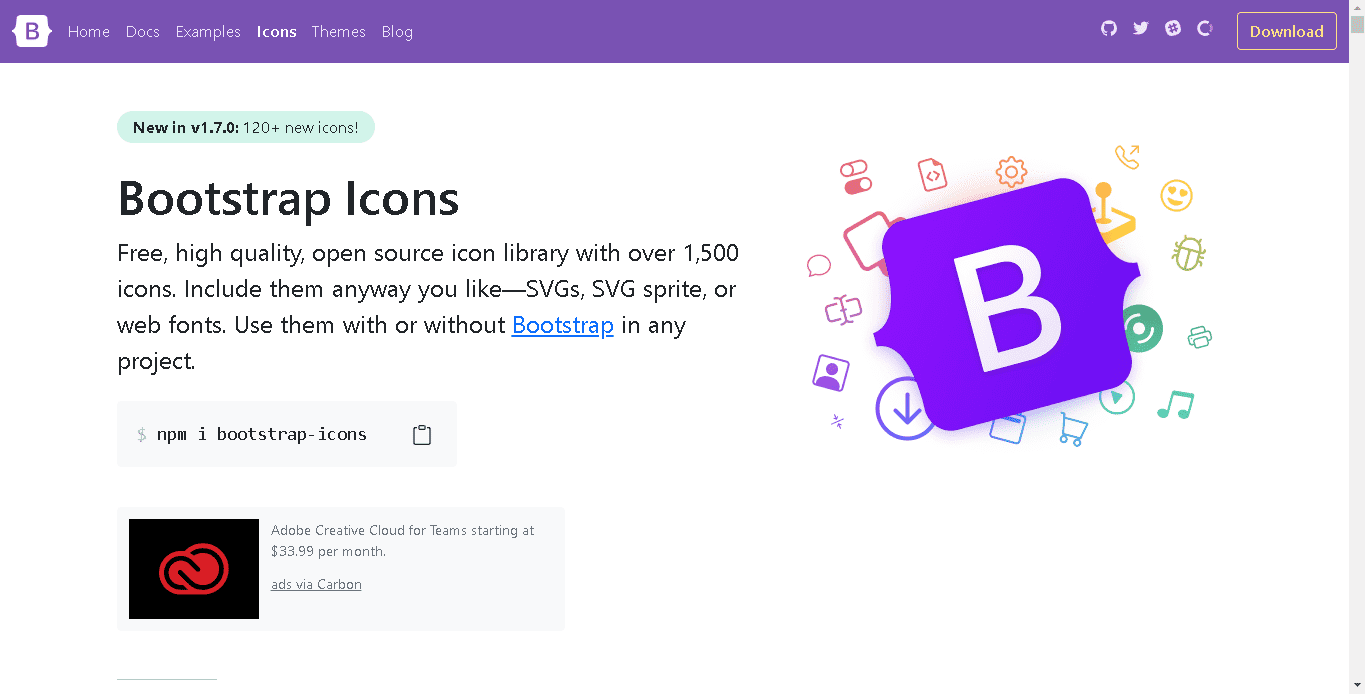 B Home Docs Examples Icons Themes Blog Download
New in v1.7.0: 120+ new icons!
Bootstrap Icons
Free, high quality, open source icon library with over 1,500
icons. Include them anyway you like—SVGs, SVG sprite, or
web fonts. Use them with or without Bootstrap in any
project.
B
$ npm i bootstrap-icons
Adobe Creative Cloud for Teams starting at
$33.99 per month.
ads via Carbon